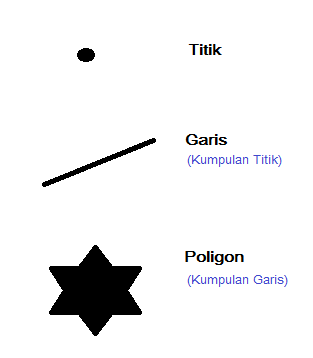 Titik
Garis
(Kumpulan Titik)
Poligon
(Kumpulan Garis)